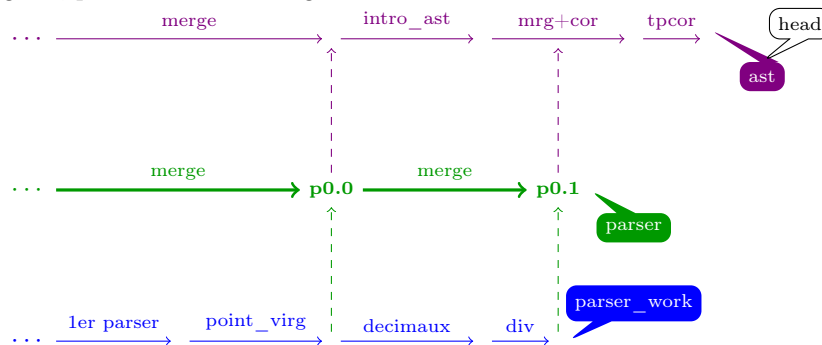 ... merge intro_ast mrg+cor tpcor head
ast
... merge p0.0 merge p0.1
parser
parser_work
... 1er parser point_virg decimaux div